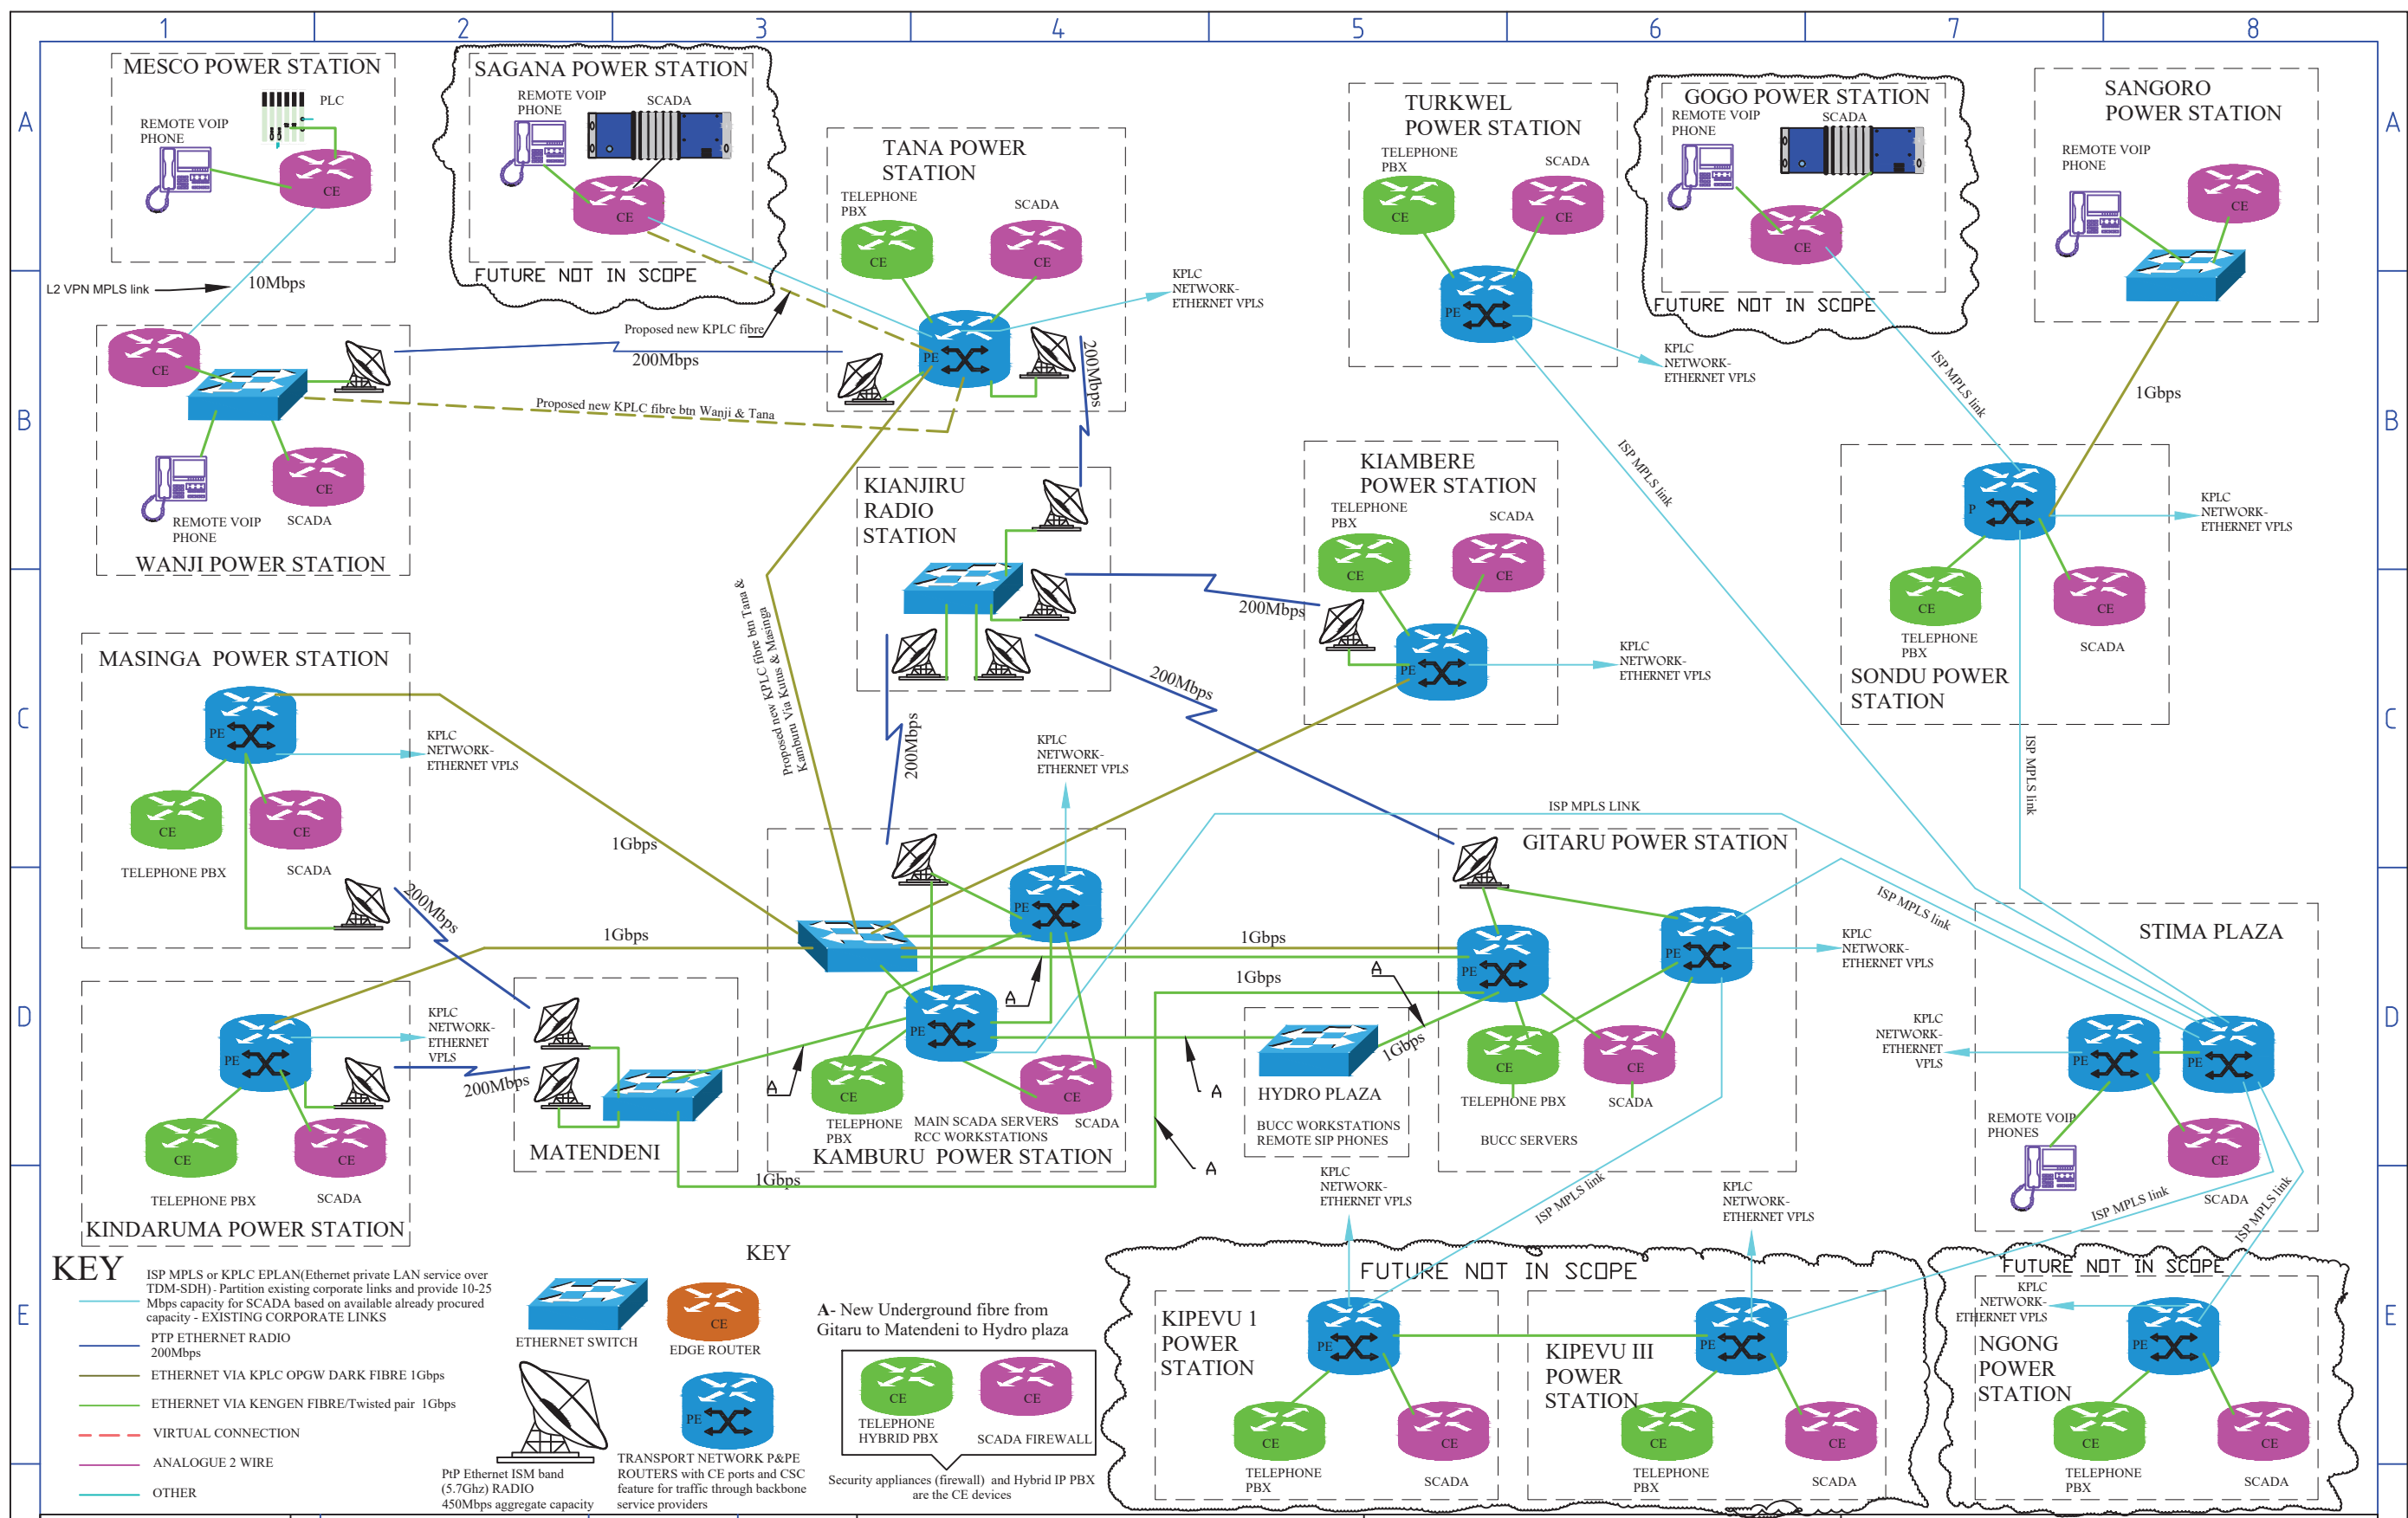 1 2 3 4 5 6 7 8
A
A
MESCO POWER STATION
PLC
REMOTE VOIP
PHONE
CE
SAGANA POWER STATION
REMOTE VOIP
PHONE
SCADA
CE
FUTURE NOT IN SCOPE
TANA POWER
STATION
TELEPHONE
PBX
SCADA
CE
CE
PE
KPLC
NETWORK-
ETHERNET VPLS
TURKWEL
POWER STATION
TELEPHONE
PBX
SCADA
CE
CE
PE
KPLC
NETWORK-
ETHERNET VPLS
GOGO POWER STATION
REMOTE VOIP
PHONE
SCADA
CE
FUTURE NOT IN SCOPE
SANGORO
POWER STATION
REMOTE VOIP
PHONE
CE
L2 VPN MPLS link
10Mbps
Proposed new KPLC fibre
200Mbps
200Mbps
ISP MPLS link
1Gbps
B
B
CE
Proposed new KPLC fibre btn Wanji & Tana
CE
REMOTE VOIP
PHONE
SCADA
WANJI POWER STATION
KIANJIRU
RADIO
STATION
KIAMBERE
POWER STATION
TELEPHONE
PBX
SCADA
CE
CE
PE
KPLC
NETWORK-
ETHERNET VPLS
200Mbps
200Mbps
200Mbps
ISP MPLS link
P
KPLC
NETWORK-
ETHERNET VPLS
CE
CE
TELEPHONE
PBX
SCADA
SONDU POWER
STATION
ISP MPLS link
Proposed new KPLC fibre btn Tana &
Kamburu Via Kutus & Masinga
C
C
MASINGA POWER STATION
PE
KPLC
NETWORK-
ETHERNET VPLS
CE
CE
TELEPHONE PBX
SCADA
1Gbps
200Mbps
KPLC
NETWORK-
ETHERNET VPLS
ISP MPLS LINK
GITARU POWER STATION
ISP MPLS link
PE
PE
1Gbps
1Gbps
1Gbps
1Gbps
A
A
PE
PE
KPLC
NETWORK-
ETHERNET VPLS
STIMA PLAZA
D
D
KPLC
NETWORK-
ETHERNET
VPLS
PE
200Mbps
CE
CE
TELEPHONE PBX
SCADA
KINDARUMA POWER STATION
MATENDENI
A
CE
CE
TELEPHONE
PBX
MAIN SCADA SERVERS
RCC WORKSTATIONS
SCADA
KAMBURU POWER STATION
1Gbps
A
A
HYDRO PLAZA
BUCC WORKSTATIONS
REMOTE SIP PHONES
CE
CE
TELEPHONE PBX
SCADA
BUCC SERVERS
KPLC
NETWORK-
ETHERNET
VPLS
PE
PE
REMOTE VOIP
PHONES
CE
SCADA
ISP MPLS link
ISP MPLS link
ISP MPLS link
KPLC
NETWORK-
ETHERNET VPLS
KPLC
NETWORK-
ETHERNET VPLS
E
E
KEY
ISP MPLS or KPLC EPLAN(Ethernet private LAN service over
TDM-SDH) - Partition existing corporate links and provide 10-25
Mbps capacity for SCADA based on available already procured
capacity - EXISTING CORPORATE LINKS
PTP ETHERNET RADIO
200Mbps
ETHERNET VIA KPLC OPGW DARK FIBRE 1Gbps
ETHERNET VIA KENGEN FIBRE/Twisted pair 1Gbps
VIRTUAL CONNECTION
ANALOGUE 2 WIRE
OTHER
KEY
ETHERNET SWITCH
CE
EDGE ROUTER
PtP Ethernet ISM band
(5.7Ghz) RADIO
450Mbps aggregate capacity
PE
TRANSPORT NETWORK P&PE
ROUTERS with CE ports and CSC
feature for traffic through backbone
service providers
A- New Underground fibre from
Gitaru to Matendeni to Hydro plaza
CE
CE
TELEPHONE
HYBRID PBX
SCADA FIREWALL
Security appliances (firewall) and Hybrid IP PBX
are the CE devices
FUTURE NOT IN SCOPE
KIPEVU 1
POWER
STATION
PE
CE
CE
TELEPHONE
PBX
SCADA
KIPEVU III
POWER
STATION
PE
CE
CE
TELEPHONE
PBX
SCADA
FUTURE NOT IN SCOPE
KPLC
NETWORK-
ETHERNET VPLS
NGONG
POWER
STATION
PE
CE
CE
TELEPHONE
PBX
SCADA